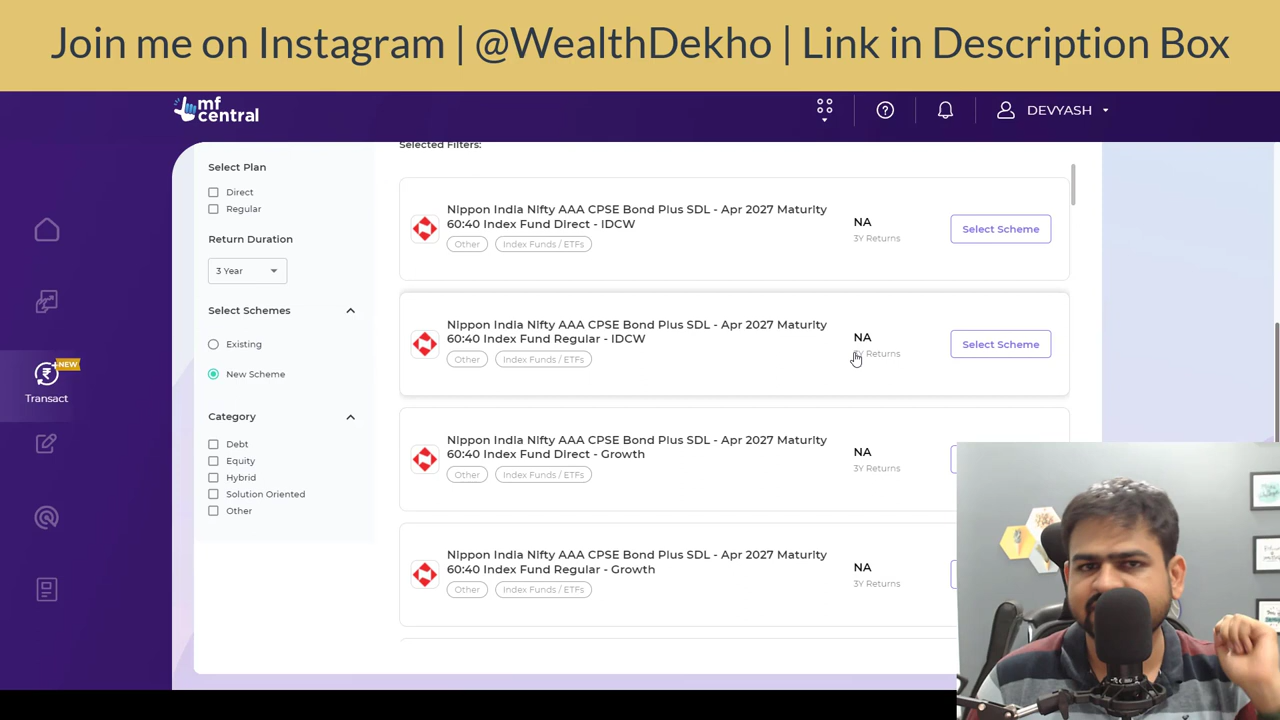 Join me on Instagram | @WealthDekho | Link in Description Box
mf
central
DEVYASH
Selected Filters:
Select Plan
Direct
Regular
Return Duration
3 Year
Select Schemes
Existing
New Scheme
Category
Debt
Equity
Hybrid
Solution Oriented
Other
+NEW
Transact
Nippon India Nifty AAA CPSE Bond Plus SDL - Apr 2027 Maturity
60:40 Index Fund Direct - IDCW
Other
Index Funds / ETFs
NA
3Y Returns
Select Scheme
Nippon India Nifty AAA CPSE Bond Plus SDL - Apr 2027 Maturity
60:40 Index Fund Regular - IDCW
Other
Index Funds / ETFs
NA
Returns
Select Scheme
Nippon India Nifty AAA CPSE Bond Plus SDL - Apr 2027 Maturity
60:40 Index Fund Direct - Growth
Other
Index Funds / ETFs
NA
3Y Returns
Nippon India Nifty AAA CPSE Bond Plus SDL - Apr 2027 Maturity
60:40 Index Fund Regular - Growth
Other
Index Funds / ETFs
NA
3Y Returns